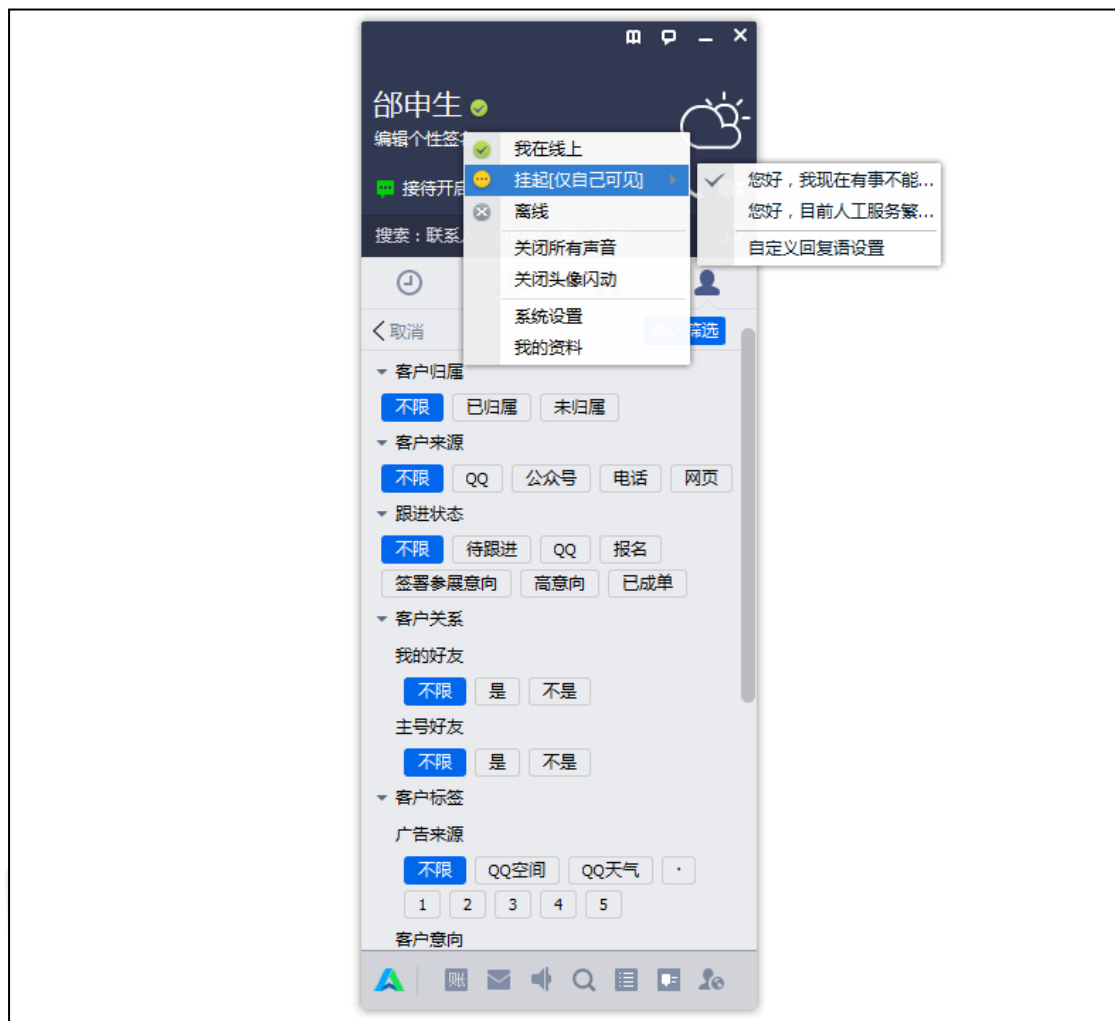 邰申生
编辑个性签
我在线上
挂起[仅自己可见]
您好，我现在有事不能...
接待开启
离线
您好，目前人工服务繁...
搜索：联系
关闭所有声音
自定义回复语设置
关闭头像闪动
系统设置
取消
筛选
我的资料
客户归属
不限 已归属 未归属
客户来源
不限 QQ 公众号 电话 网页
跟进状态
不限 待跟进 QQ 报名
签署参展意向 高意向 已成单
客户关系
我的好友
不限 是 不是
主号好友
不限 是 不是
客户标签
广告来源
不限 QQ空间 QQ天气 ·
1 2 3 4 5
客户意向
账